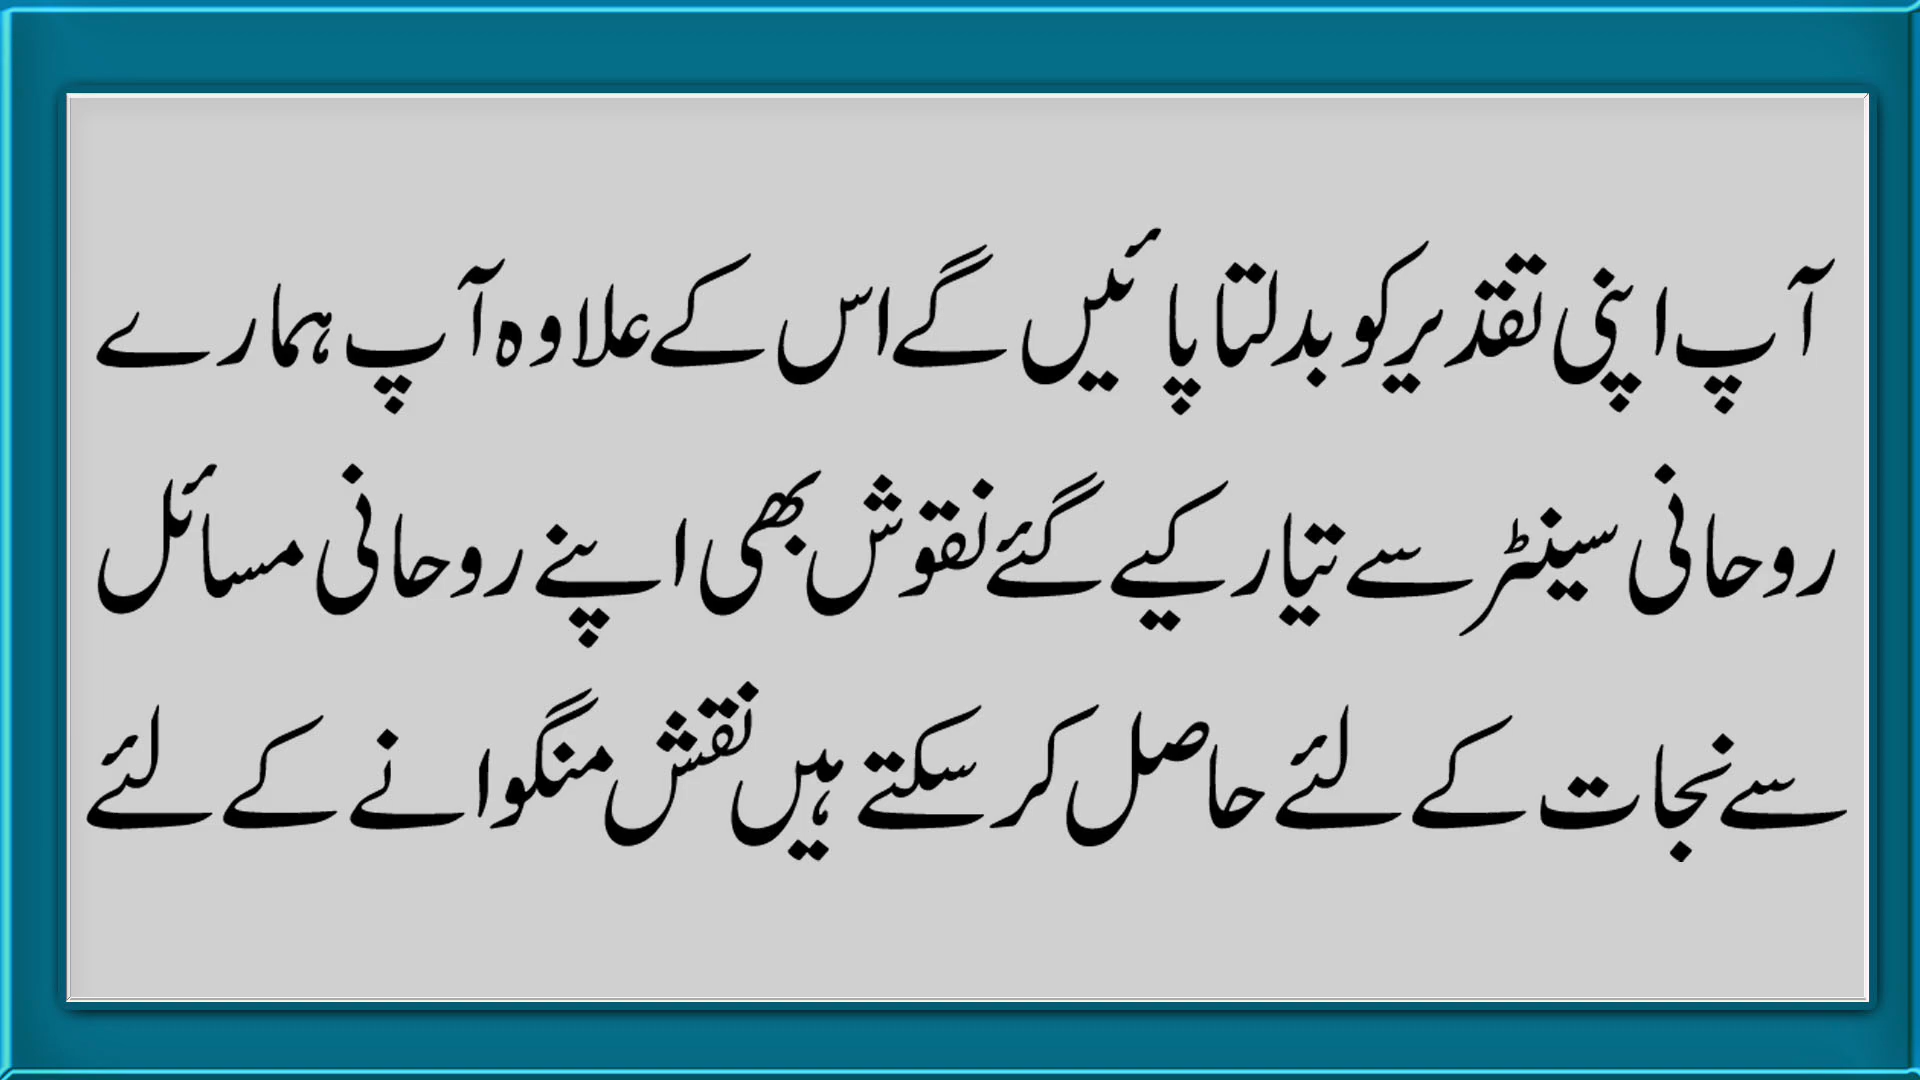 آپ اپنی تقدیر کو بدلتا پائیں گے اس کے علاوہ آپ ہمارے
روحانی سینٹر سے تیار کیے گئے نقوش بھی اپنے روحانی مسائل
سے نجات کے لئے حاصل کر سکتے ہیں نقش منگوانے کے لئے